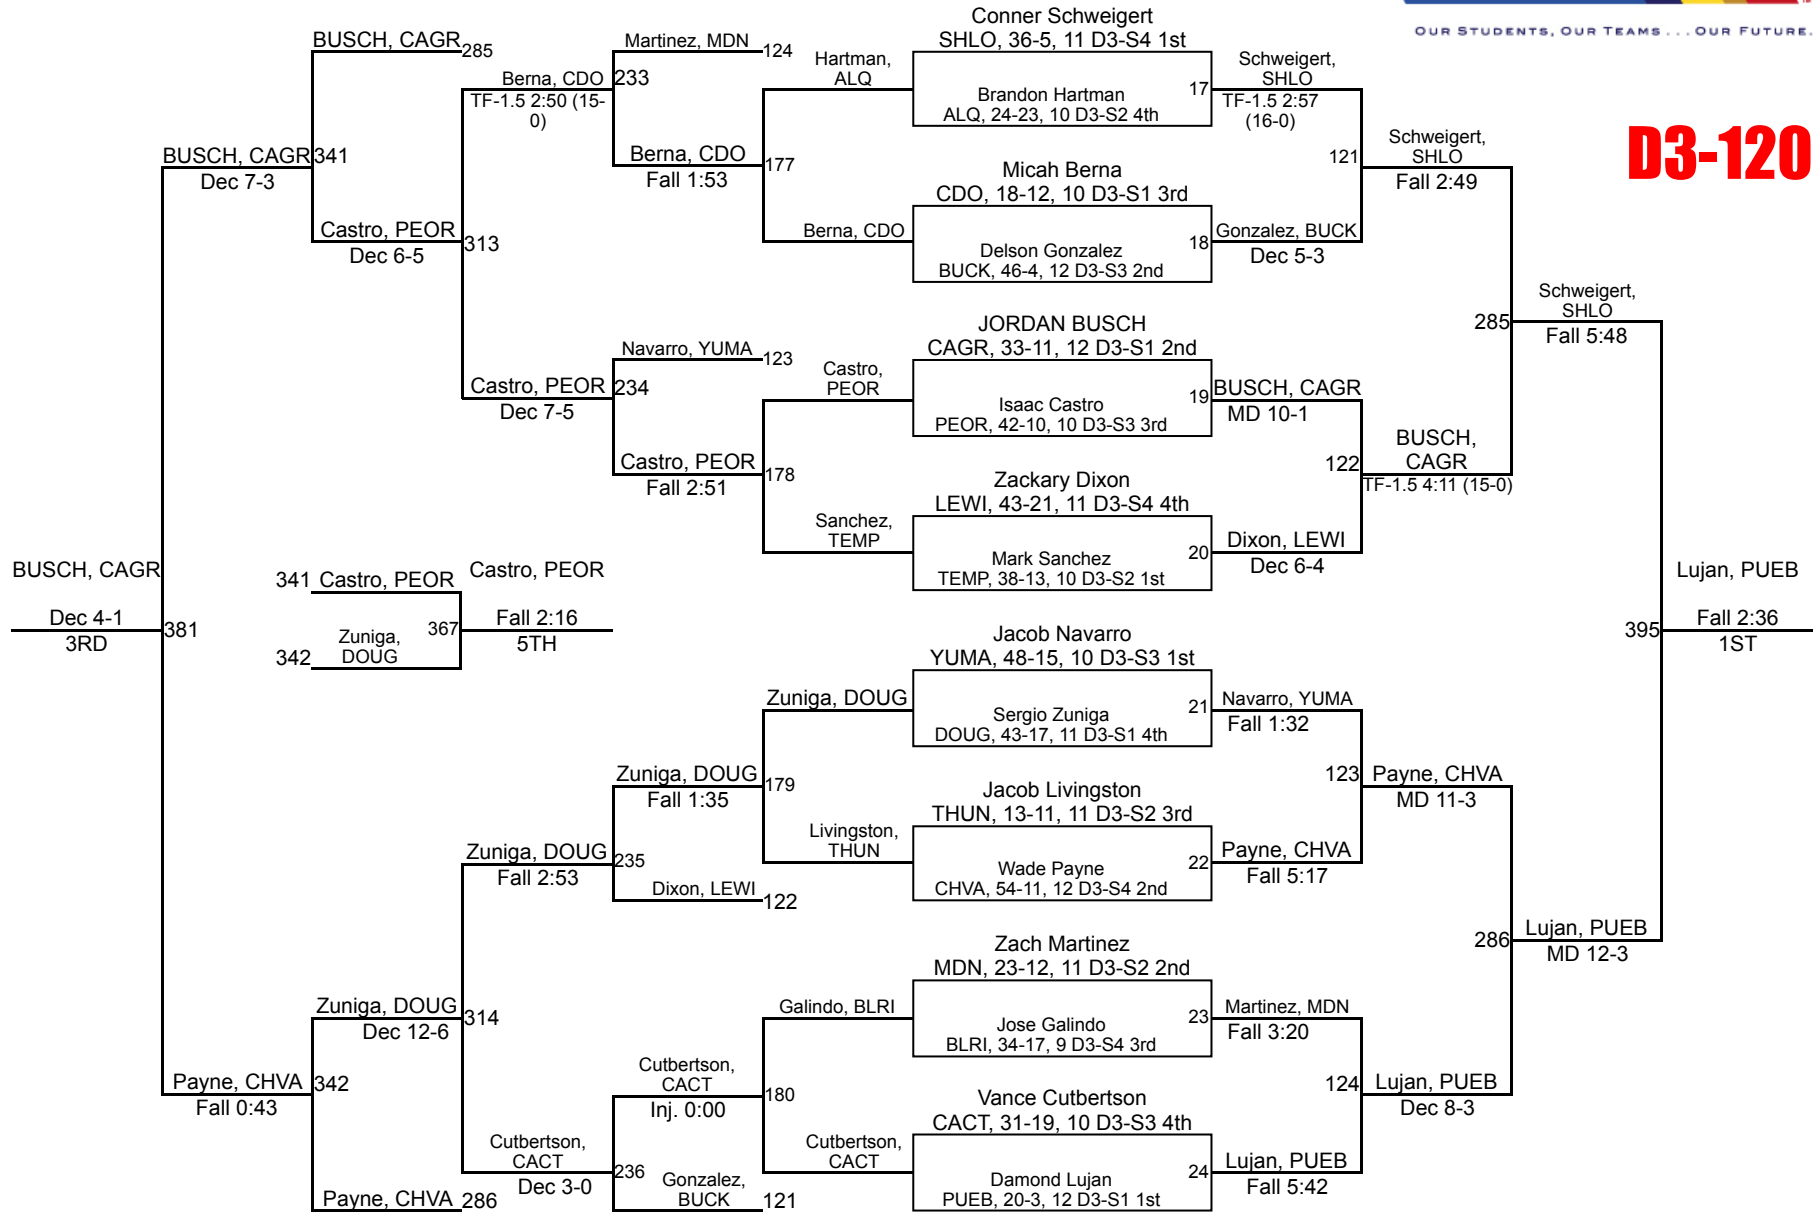 OUR STUDENTS, OUR TEAMS . . . OUR FUTURE.
D3-120
Conner Schweigert
SHLO, 36-5, 11 D3-S4 1st
Brandon Hartman
ALQ, 24-23, 10 D3-S2 4th
17
Micah Berna
CDO, 18-12, 10 D3-S1 3rd
Delson Gonzalez
BUCK, 46-4, 12 D3-S3 2nd
18
JORDAN BUSCH
CAGR, 33-11, 12 D3-S1 2nd
Isaac Castro
PEOR, 42-10, 10 D3-S3 3rd
19
Zackary Dixon
LEWI, 43-21, 11 D3-S4 4th
Mark Sanchez
TEMP, 38-13, 10 D3-S2 1st
20
Jacob Navarro
YUMA, 48-15, 10 D3-S3 1st
Sergio Zuniga
DOUG, 43-17, 11 D3-S1 4th
21
Jacob Livingston
THUN, 13-11, 11 D3-S2 3rd
Wade Payne
CHVA, 54-11, 12 D3-S4 2nd
22
Zach Martinez
MDN, 23-12, 11 D3-S2 2nd
Jose Galindo
BLRI, 34-17, 9 D3-S4 3rd
23
Vance Cutbertson
CACT, 31-19, 10 D3-S3 4th
Damond Lujan
PUEB, 20-3, 12 D3-S1 1st
24
Schweigert,
SHLO
TF-1.5 2:57
(16-0)
Gonzalez, BUCK
Dec 5-3
BUSCH, CAGR
MD 10-1
Dixon, LEWI
Dec 6-4
Navarro, YUMA
Fall 1:32
Payne, CHVA
Fall 5:17
Martinez, MDN
Fall 3:20
Lujan, PUEB
Fall 5:42
121
Schweigert,
SHLO
Fall 2:49
122
BUSCH,
CAGR
TF-1.5 4:11 (15-0)
123
Payne, CHVA
MD 11-3
124
Lujan, PUEB
Dec 8-3
285
Schweigert,
SHLO
Fall 5:48
286
Lujan, PUEB
MD 12-3
395
Lujan, PUEB
Fall 2:36
1ST
Hartman,
ALQ
Berna, CDO
Castro,
PEOR
Sanchez,
TEMP
Zuniga, DOUG
Livingston,
THUN
Galindo, BLRI
Cutbertson,
CACT
Martinez, MDN
124
Berna, CDO
Fall 1:53
177
Navarro, YUMA
123
Castro, PEOR
Fall 2:51
178
Zuniga, DOUG
Fall 1:35
179
Dixon, LEWI
122
Cutbertson,
CACT
Inj. 0:00
180
Gonzalez,
BUCK
121
Berna, CDO
TF-1.5 2:50 (15-
0)
233
Castro, PEOR
Dec 7-5
234
Zuniga, DOUG
Fall 2:53
235
Cutbertson,
CACT
Dec 3-0
236
BUSCH, CAGR
285
Castro, PEOR
Dec 6-5
313
Zuniga, DOUG
Dec 12-6
314
Payne, CHVA
286
BUSCH, CAGR
Dec 7-3
341
Payne, CHVA
Fall 0:43
342
BUSCH, CAGR
Dec 4-1
3RD
381
341
Castro, PEOR
342
Zuniga,
DOUG
367
Castro, PEOR
Fall 2:16
5TH